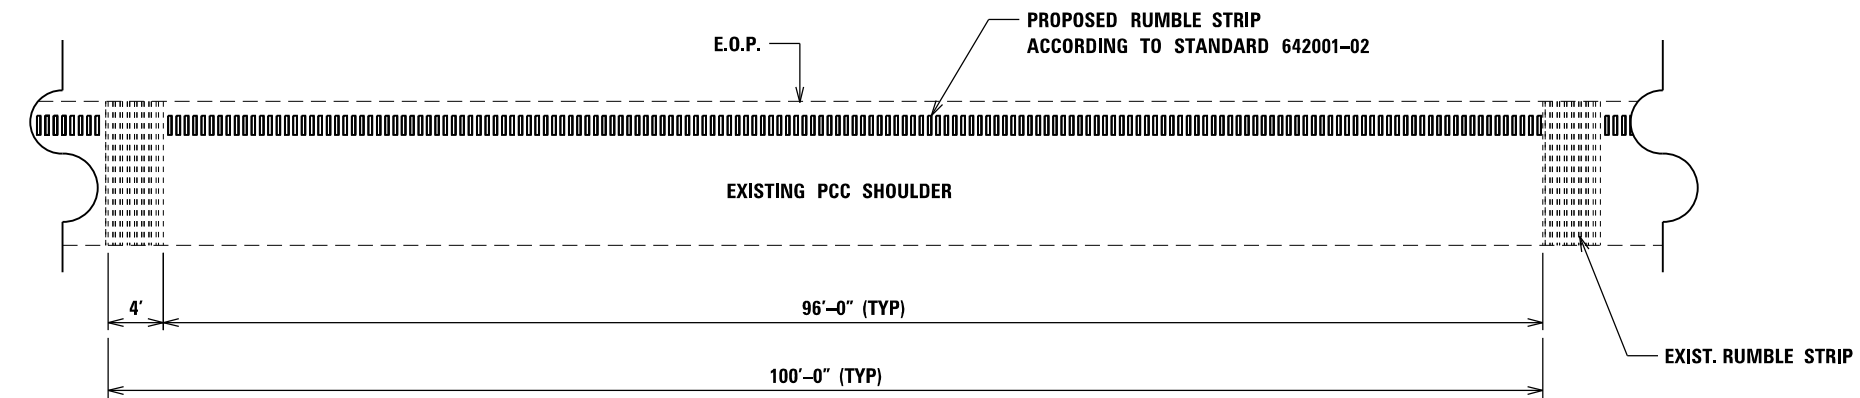 PROPOSED RUMBLE STRIP
ACCORDING TO STANDARD 642001–02
E.O.P.
EXISTING PCC SHOULDER
4'
96'–0" (TYP)
EXIST. RUMBLE STRIP
100'–0" (TYP)